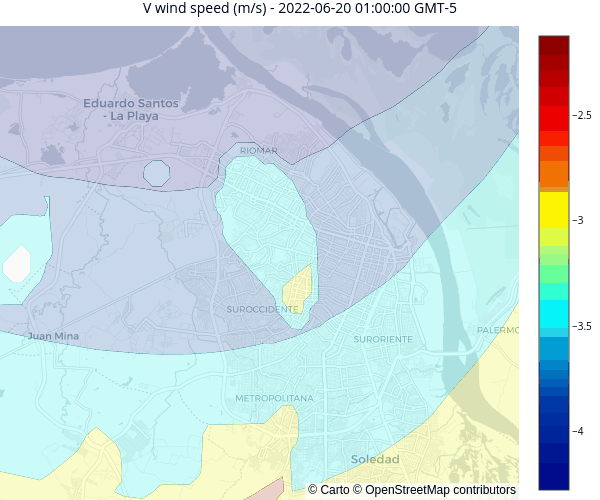 V wind speed (m/s) - 2022-06-20 01:00:00 GMT-5
Eduardo Santos
- La Playa
RIOMAR
SUROCCIDENTE
Juan Mina
SURORIENTE
PALERMO
METROPOLITANA
Soledad
−2.5
−3
−3.5
−4
© Carto © OpenStreetMap contributors